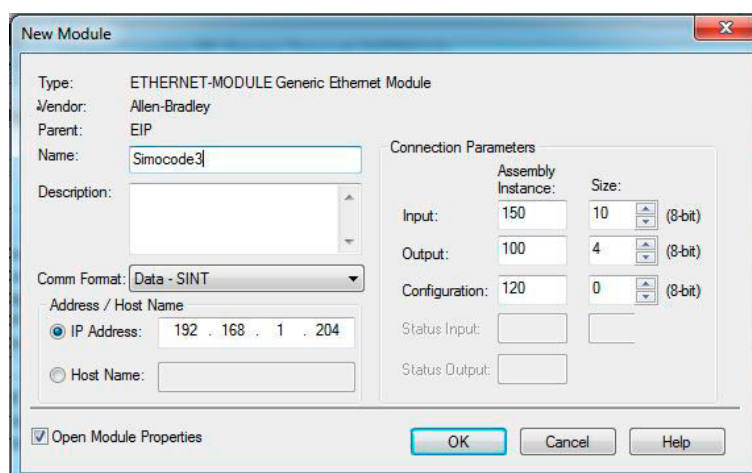 New Module
Type: ETHERNET-MODULE Generic Ethernet Module
Vendor: Allen-Bradley
Parent: EIP
Name: Simocode3
Description:
Comm Format: Data - SINT
Address / Host Name
IP Address: 192 . 168 . 1 . 204
Host Name:
Connection Parameters
Assembly
Instance: Size:
Input: 150 10 (8-bit)
Output: 100 4 (8-bit)
Configuration: 120 0 (8-bit)
Status Input:
Status Output:
Open Module Properties
OK Cancel Help